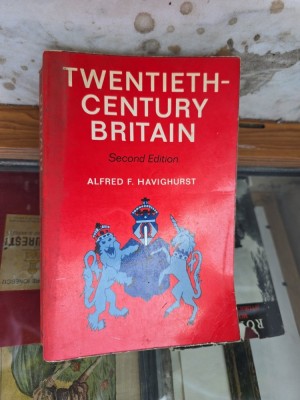 TWENTIETH-
CENTURY
BRITAIN
Second Edition
ALFRED F. HAVIGHURST